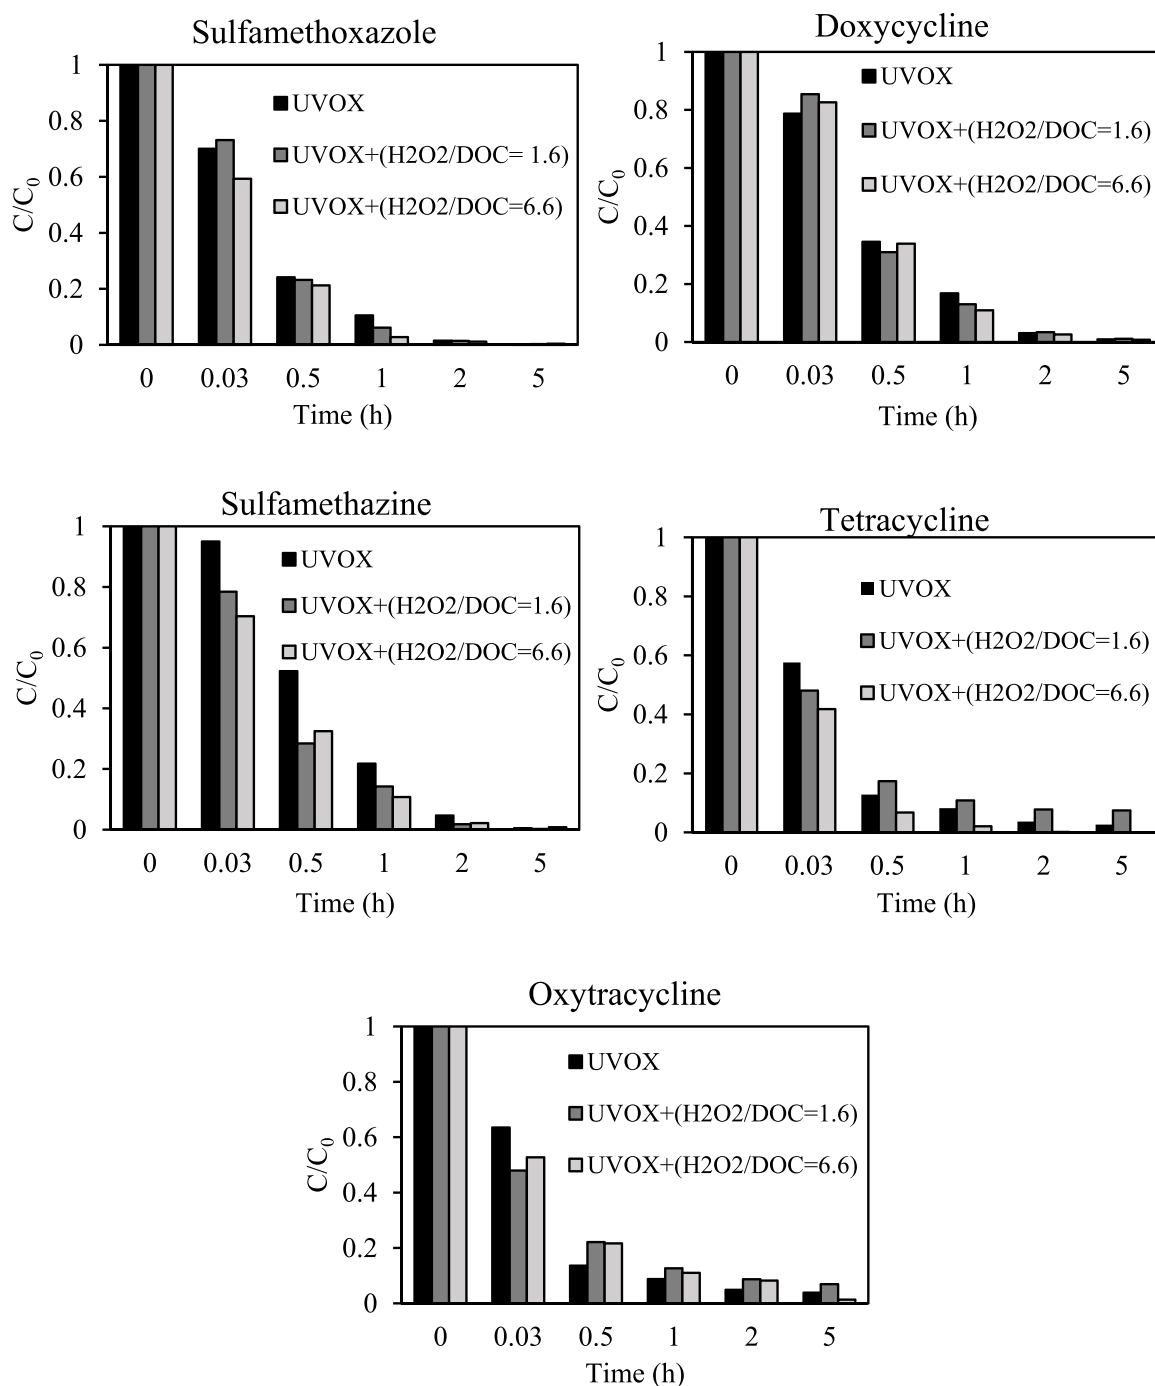 Sulfamethoxazole
1
0.8
0.6
0.4
0.2
0
C/C0
UVOX
UVOX+(H2O2/DOC= 1.6)
UVOX+(H2O2/DOC=6.6)
0 0.03 0.5 1 2 5
Time (h)
Doxycycline
1
0.8
0.6
0.4
0.2
0
C/C0
UVOX
UVOX+(H2O2/DOC=1.6)
UVOX+(H2O2/DOC=6.6)
0 0.03 0.5 1 2 5
Time (h)
Sulfamethazine
1
0.8
0.6
0.4
0.2
0
C/C0
UVOX
UVOX+(H2O2/DOC=1.6)
UVOX+(H2O2/DOC=6.6)
0 0.03 0.5 1 2 5
Time (h)
Tetracycline
1
0.8
0.6
0.4
0.2
0
C/C0
UVOX
UVOX+(H2O2/DOC=1.6)
UVOX+(H2O2/DOC=6.6)
0 0.03 0.5 1 2 5
Time (h)
Oxytracycline
1
0.8
0.6
0.4
0.2
0
C/C0
UVOX
UVOX+(H2O2/DOC=1.6)
UVOX+(H2O2/DOC=6.6)
0 0.03 0.5 1 2 5
Time (h)